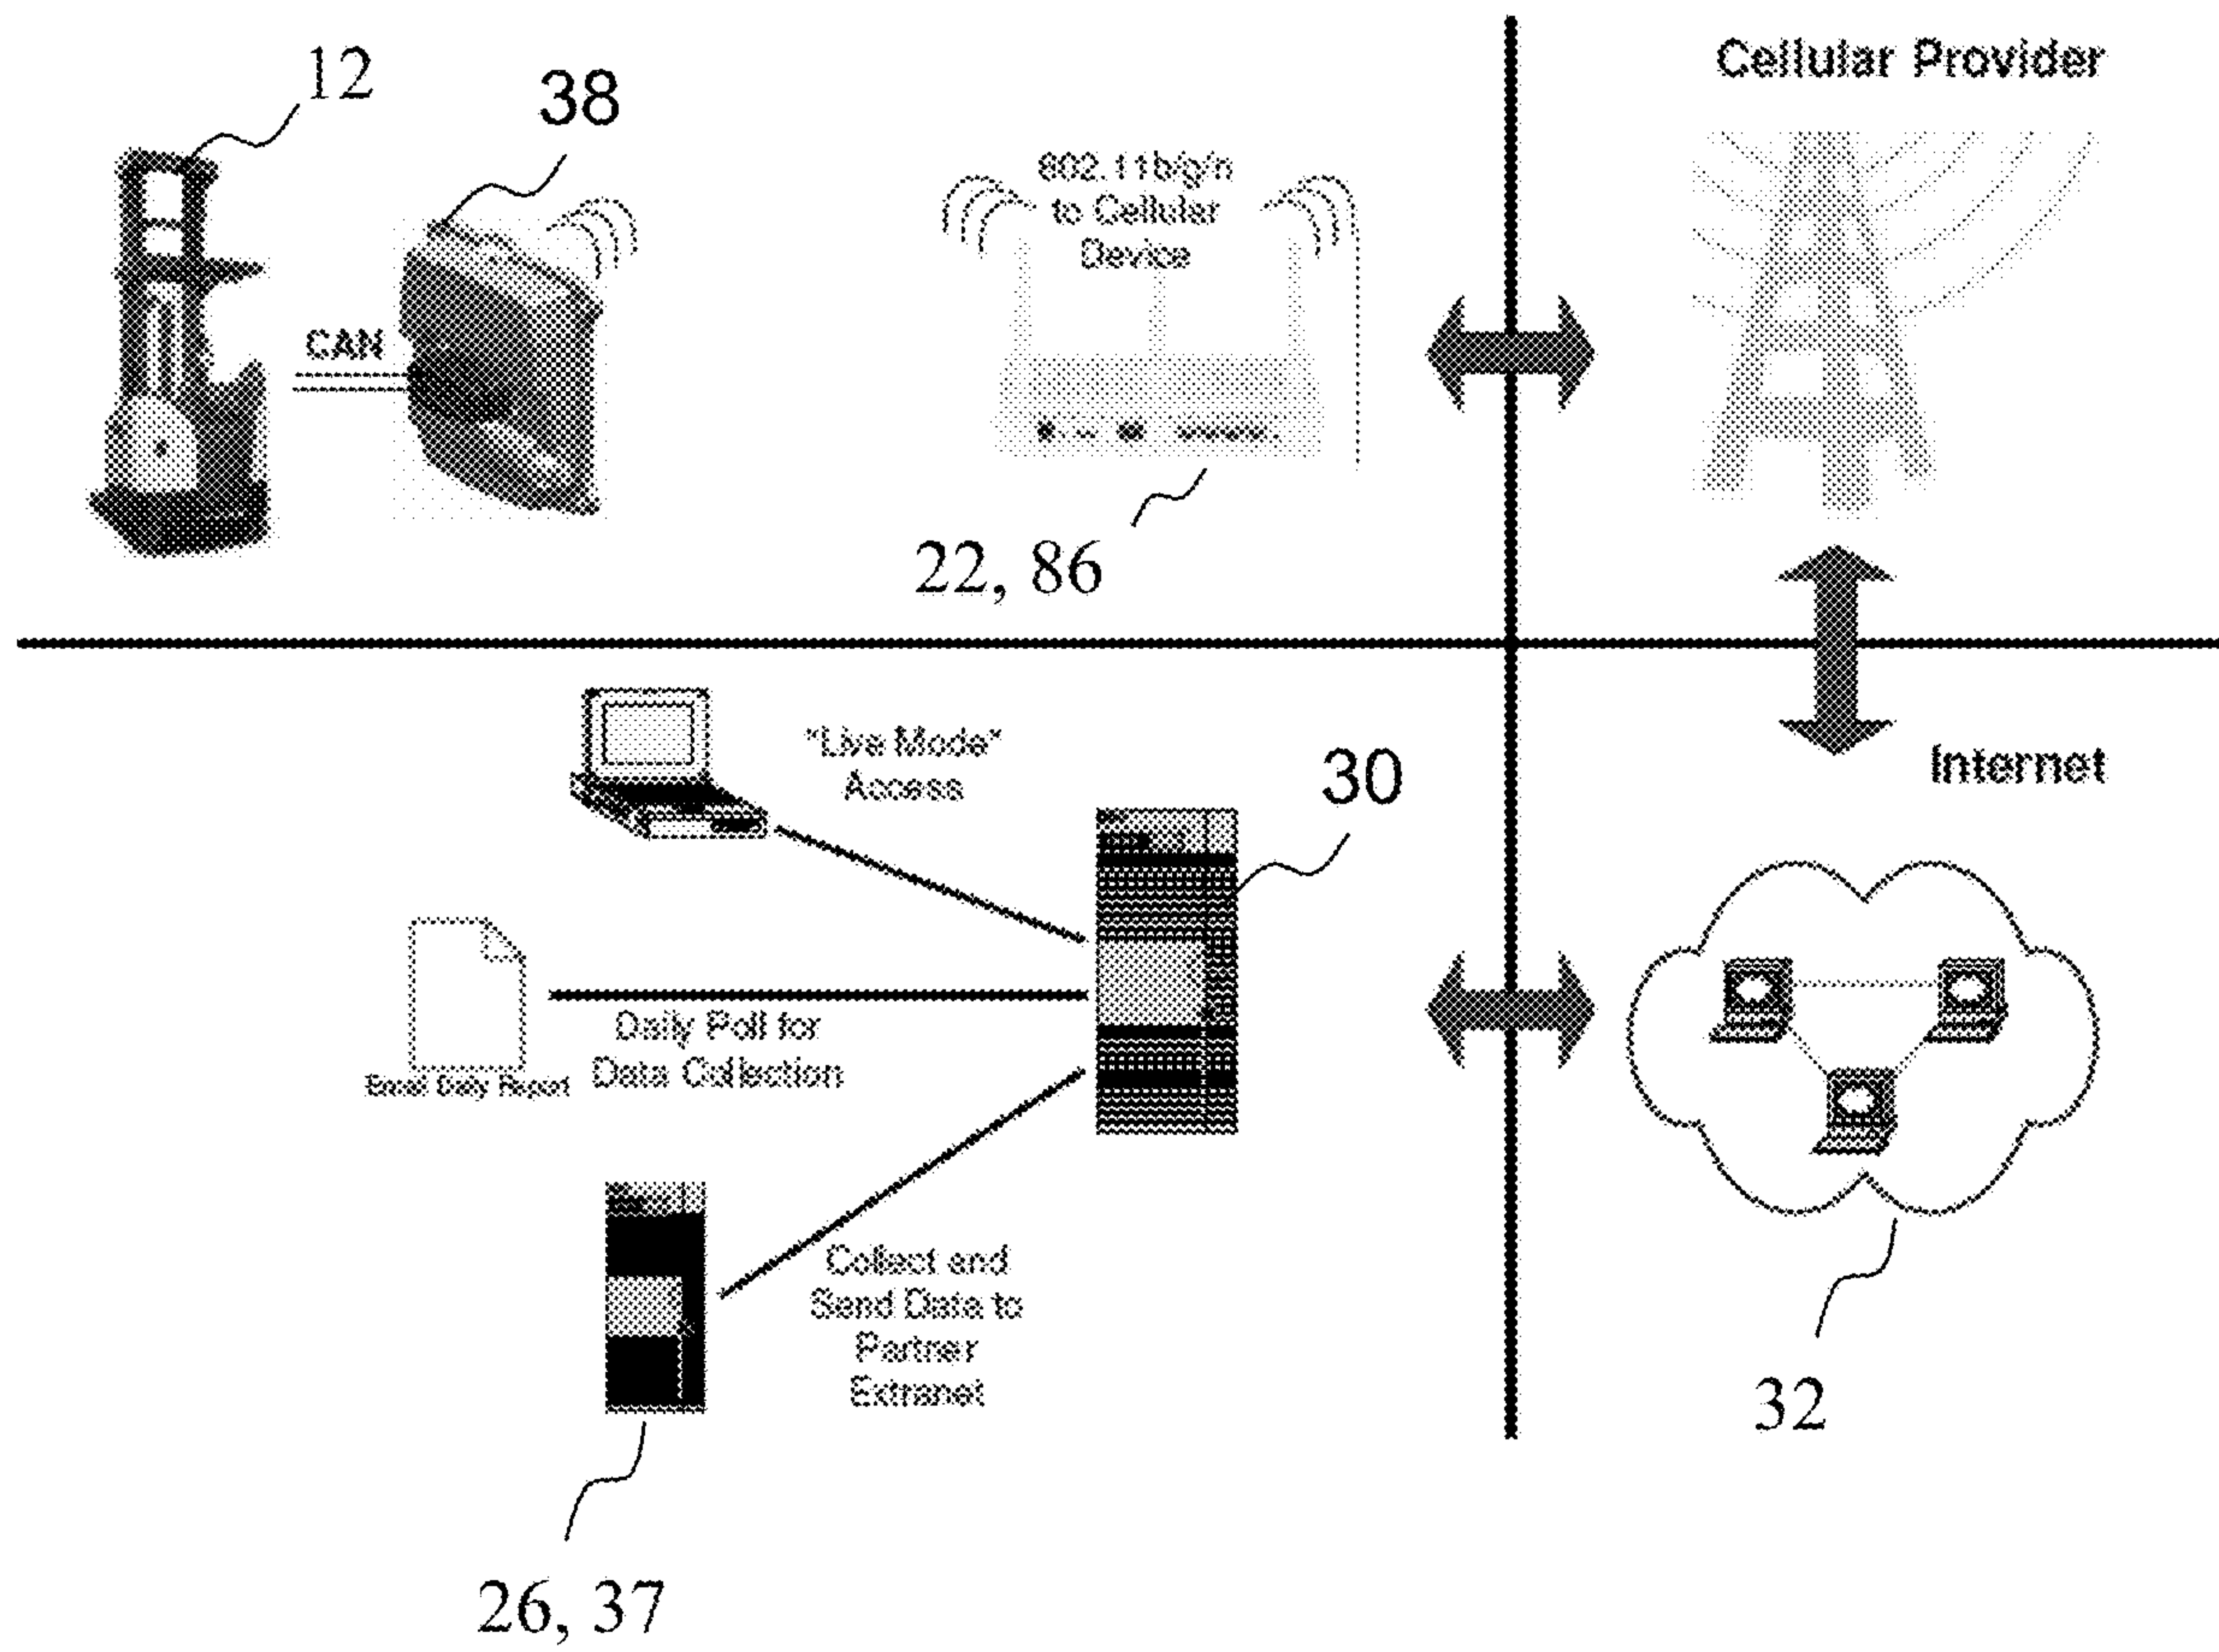 12
38
CAN
802.11b/g/n
to Cellular
Device
22, 86
Cellular Provider
"Live Mode"
Access
30
Internet
Daily Poll for
Data Collection
Email Daily Report
Collect and
Send Data to
Partner
Extranet
26, 37
32